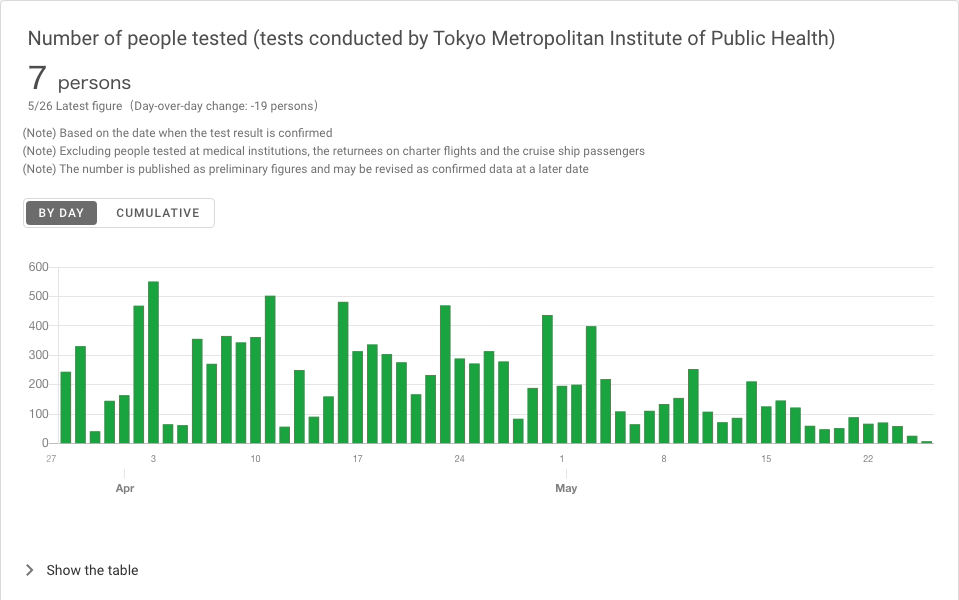 Number of people tested (tests conducted by Tokyo Metropolitan Institute of Public Health)
7 persons
5/26 Latest figure（Day-over-day change: -19 persons）
(Note) Based on the date when the test result is confirmed
(Note) Excluding people tested at medical institutions, the returnees on charter flights and the cruise ship passengers
(Note) The number is published as preliminary figures and may be revised as confirmed data at a later date
BY DAY CUMULATIVE
600
500
400
300
200
100
0
27 3 10 17 24 1 8 15 22
Apr May
Show the table